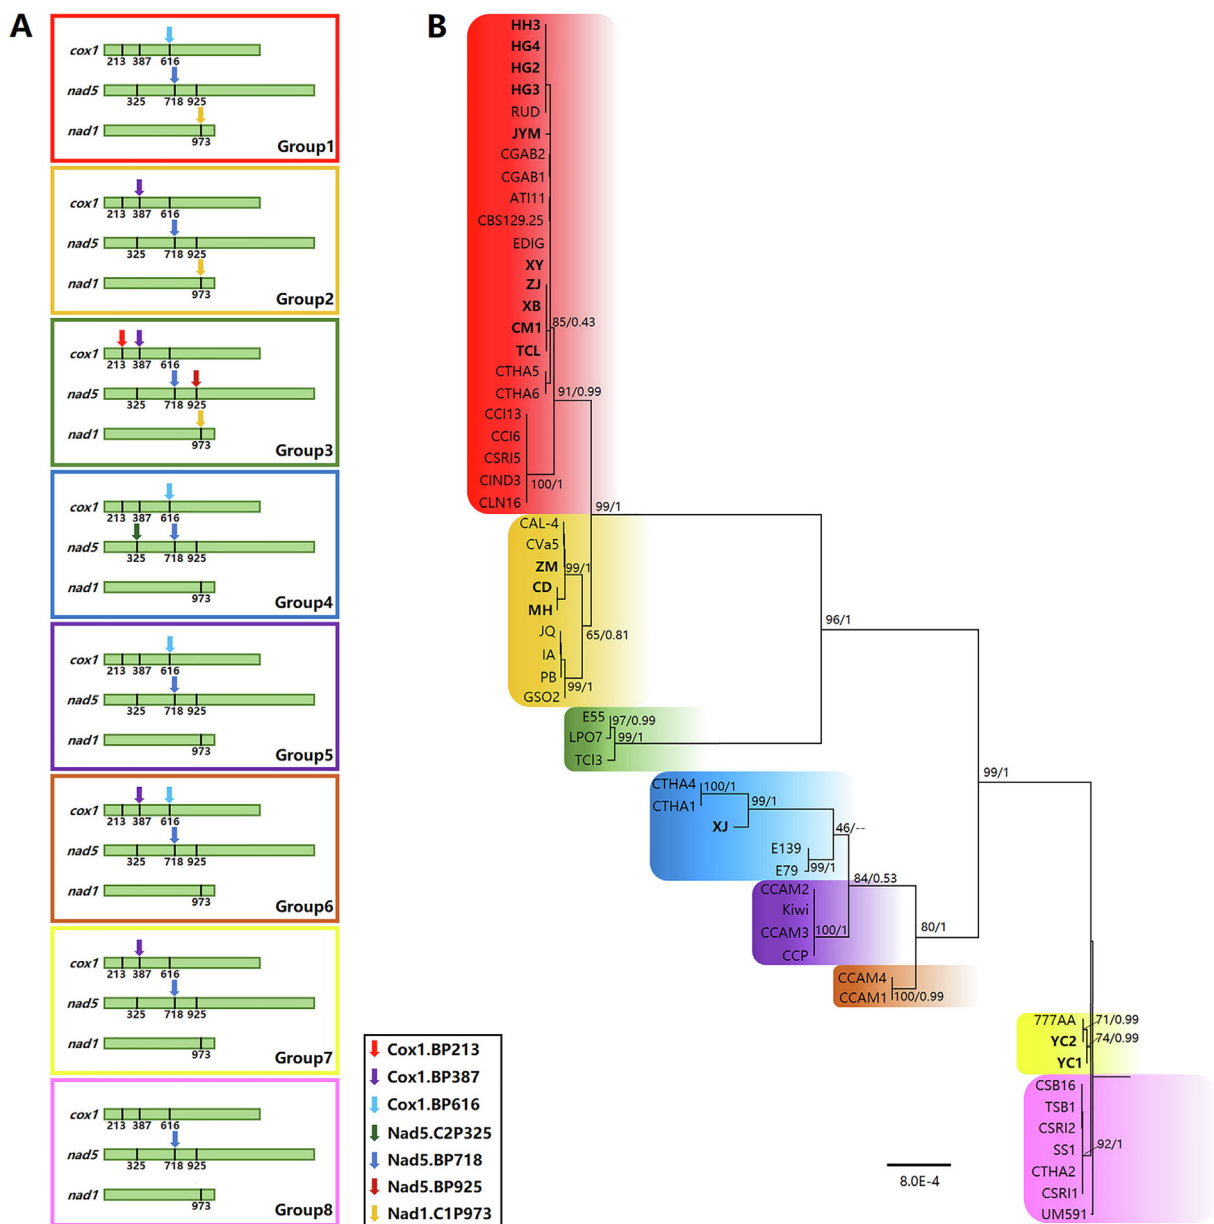 A
cox1
213 387 616
nad5
325 718 925
nad1
973
Group1
cox1
213 387 616
nad5
325 718 925
nad1
973
Group2
cox1
213 387 616
nad5
325 718 925
nad1
973
Group3
cox1
213 387 616
nad5
325 718 925
nad1
973
Group4
cox1
213 387 616
nad5
325 718 925
nad1
973
Group5
cox1
213 387 616
nad5
325 718 925
nad1
973
Group6
cox1
213 387 616
nad5
325 718 925
nad1
973
Group7
cox1
213 387 616
nad5
325 718 925
nad1
973
Group8
Cox1.BP213
Cox1.BP387
Cox1.BP616
Nad5.C2P325
Nad5.BP718
Nad5.BP925
Nad1.C1P973
B
HH3
HG4
HG2
HG3
RUD
JYM
CGAB2
CGAB1
ATI11
CBS129.25
EDIG
XY
ZJ
XB
CM1
85/0.43
TCL
CTHA5
CTHA6
91/0.99
CCI13
CCI6
CSRI5
CIND3
100/1
CLN16
99/1
CAL-4
CVa5
ZM
99/1
CD
MH
JQ
65/0.81
IA
PB
99/1
GSO2
96/1
E55
97/0.99
LPO7
99/1
TCl3
99/1
CTHA4
100/1
CTHA1
99/1
XJ
46/--
E139
E79
99/1
84/0.53
CCAM2
Kiwi
CCAM3
100/1
CCP
80/1
CCAM4
CCAM1
100/0.99
777AA
71/0.99
YC2
74/0.99
YC1
CSB16
TSB1
CSRI2
SS1
92/1
CTHA2
CSRI1
UM591
8.0E-4